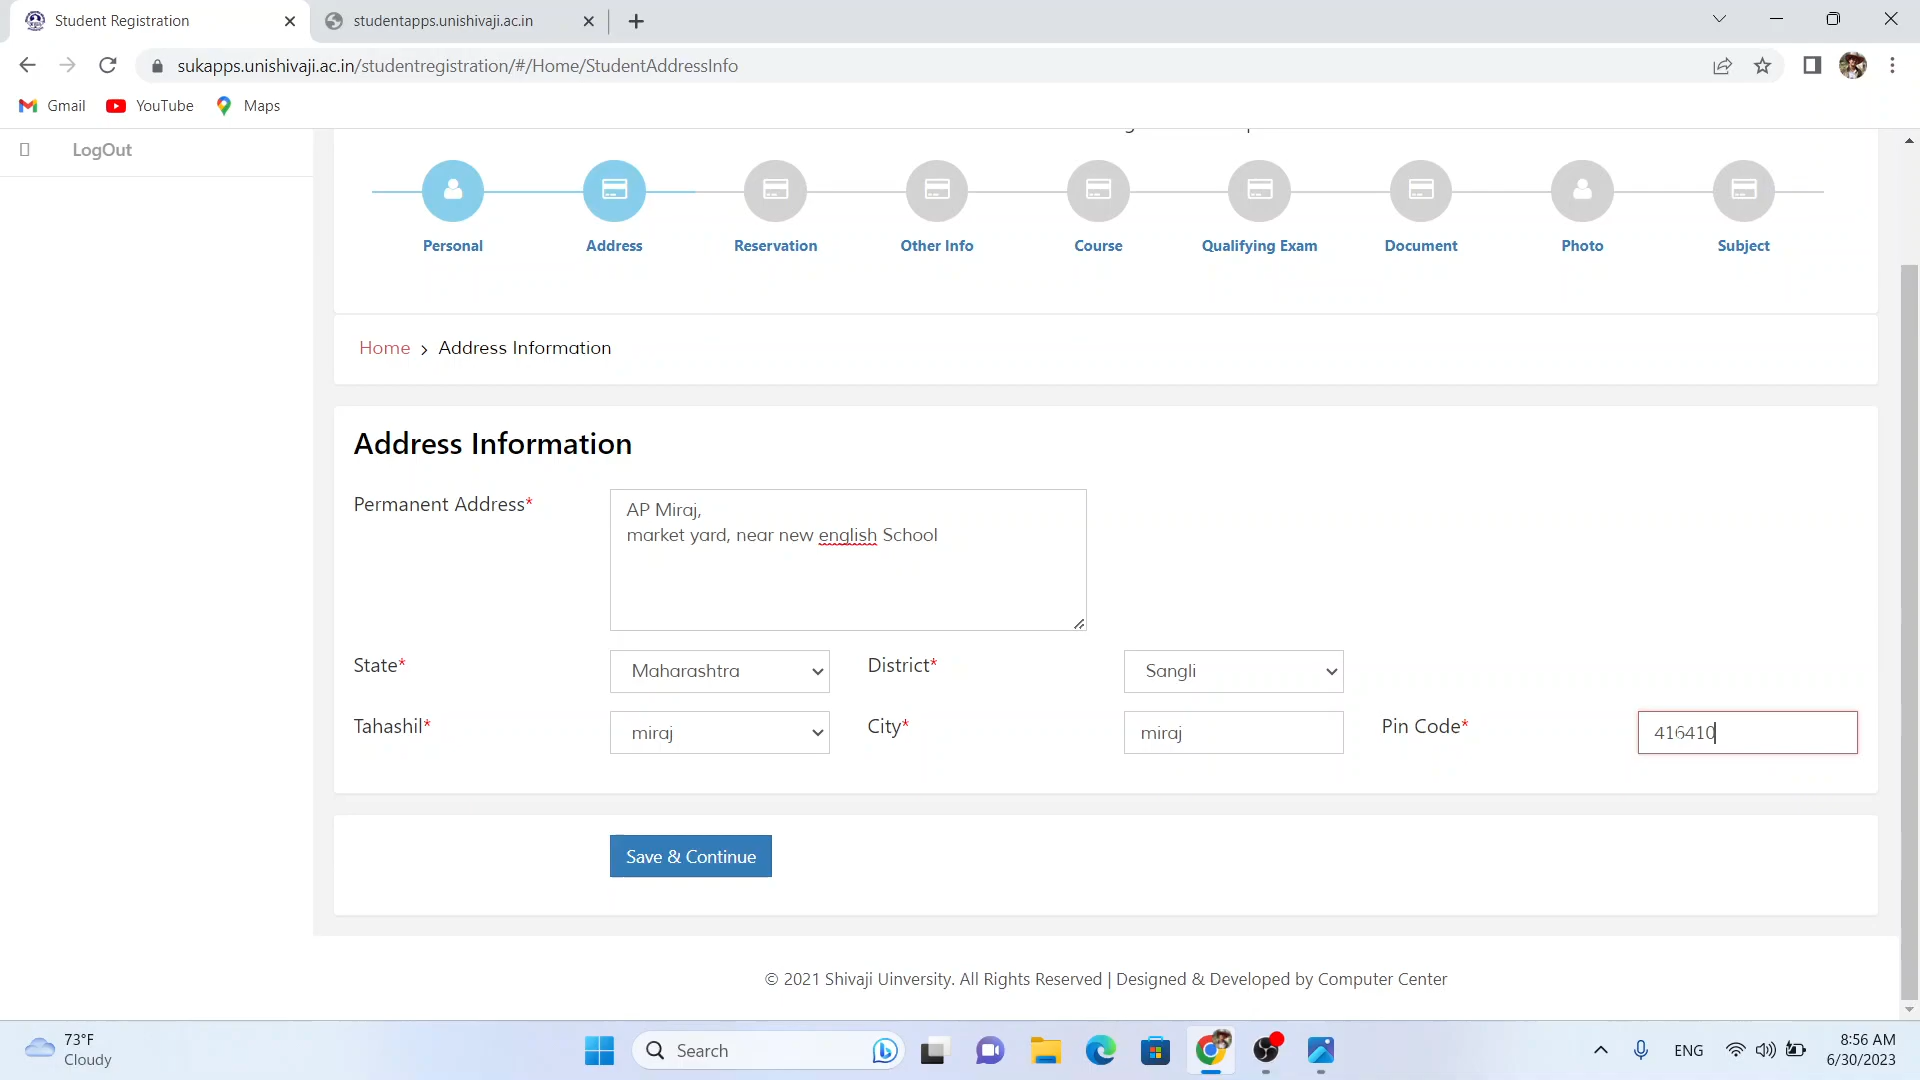 Student Registration
studentapps.unishivaji.ac.in
sukapps.unishivaji.ac.in/studentregistration/#/Home/StudentAddressInfo
Gmail YouTube Maps
LogOut
Personal Address Reservation Other Info Course Qualifying Exam Document Photo Subject
Home > Address Information
Address Information
Permanent Address*
AP Miraj,
market yard, near new english School
State* Maharashtra District* Sangli
Tahashil* miraj City* miraj Pin Code* 416410
Save & Continue
© 2021 Shivaji Uinversity. All Rights Reserved | Designed & Developed by Computer Center
73°F
Cloudy
Search
ENG
8:56 AM
6/30/2023